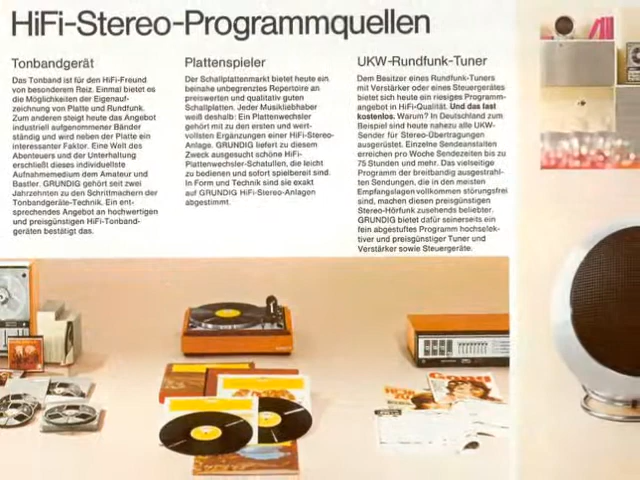 HiFi-Stereo-Programmquellen
Tonbandgerät
Das Tonband ist für den HiFi-Freund
von besonderem Reiz. Einmal bietet es
die Möglichkeiten der Eigenauf-
zeichnung von Platte und Rundfunk.
Zum anderen steigt heute das Angebot
industriell aufgenommener Bänder
ständig und wird neben der Platte ein
interessanter Faktor. Eine Welt des
Abenteuers und der Unterhaltung
erschließt dieses individuellste
Aufnahmemedium dem Amateur und
Bastler. GRUNDIG gehört seit zwei
Jahrzehnten zu den Schrittmachern der
Tonbandgeräte-Technik. Ein ent-
sprechendes Angebot an hochwertigen
und preisgünstigen HiFi-Tonband-
geräten bestätigt das.
Plattenspieler
Der Schallplattenmarkt bietet heute ein
beinahe unbegrenztes Repertoire an
preiswerten und qualitativ guten
Schallplatten. Jeder Musikliebhaber
weiß deshalb: Ein Plattenwechsler
gehört mit zu den ersten und wert-
vollsten Ergänzungen einer HiFi-Stereo-
Anlage. GRUNDIG liefert zu diesem
Zweck ausgesucht schöne HiFi-
Plattenwechsler-Schatullen, die leicht
zu bedienen und sofort spielbereit sind.
In Form und Technik sind sie exakt
auf GRUNDIG HiFi-Stereo-Anlagen
abgestimmt.
UKW-Rundfunk-Tuner
Dem Besitzer eines Rundfunk-Tuners
mit Verstärker oder eines Steuergerätes
bietet sich heute ein riesiges Programm-
angebot in HiFi-Qualität. Und das fast
kostenlos. Warum? In Deutschland zum
Beispiel sind heute nahezu alle UKW-
Sender für Stereo-Übertragungen
ausgerüstet. Einzelne Sendeanstalten
erreichen pro Woche Sendezeiten bis zu
75 Stunden und mehr. Das vielseitige
Programm der breitbandig ausgestrahl-
ten Sendungen, die in den meisten
Empfangslagen vollkommen störungsfrei
sind, machen diesen preisgünstigen
Stereo-Hörfunk zusehends beliebter.
GRUNDIG bietet dafür seinerseits ein
fein abgestuftes Programm hochselek-
tiver und preisgünstiger Tuner und
Verstärker sowie Steuergeräte.
Gong